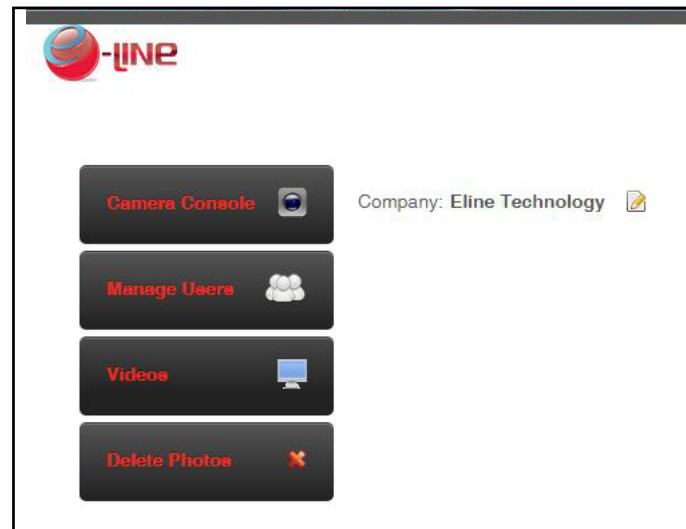 e-LINE
Camera Console
Company: Eline Technology
Manage Users
Videos
Delete Photos